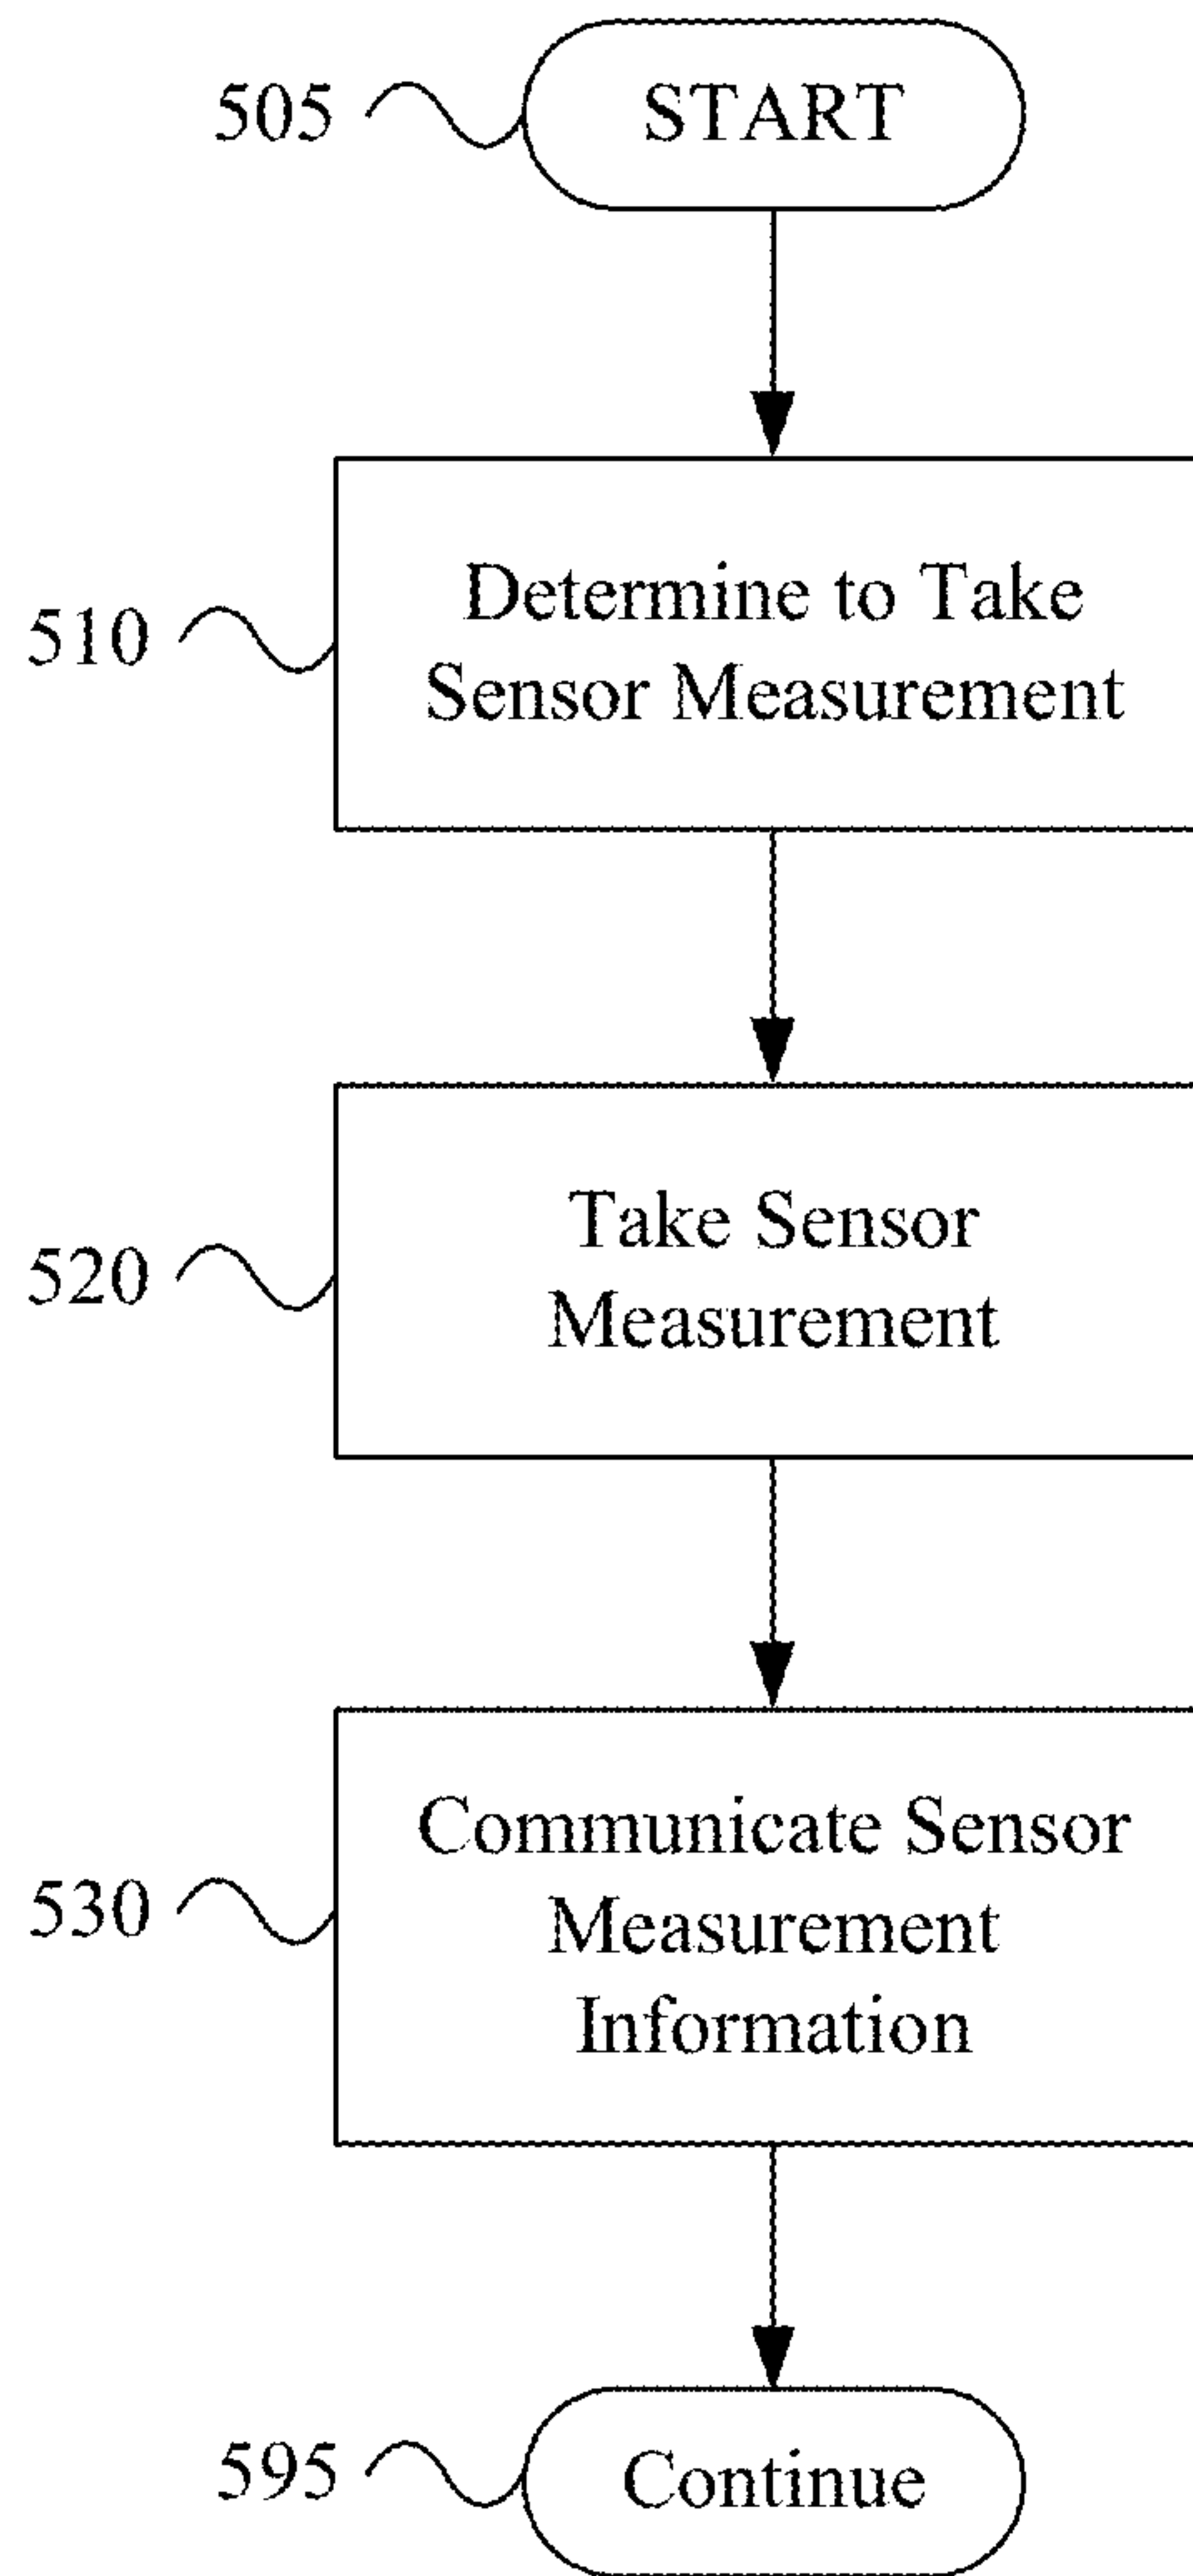 505
START
510
Determine to Take
Sensor Measurement
520
Take Sensor
Measurement
530
Communicate Sensor
Measurement
Information
595
Continue